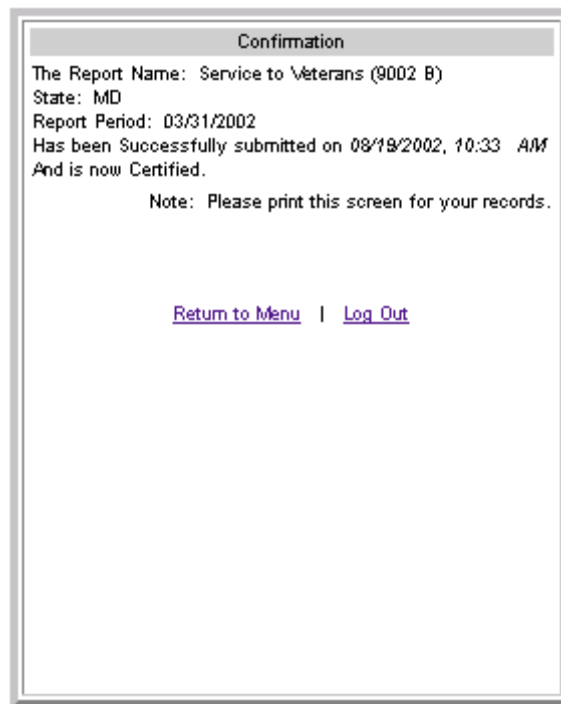 Confirmation
The Report Name: Service to Veterans (9002 B)
State: MD
Report Period: 03/31/2002
Has been Successfully submitted on 08/19/2002, 10:33 AM
And is now Certified.
Note: Please print this screen for your records.
Return to Menu | Log Out